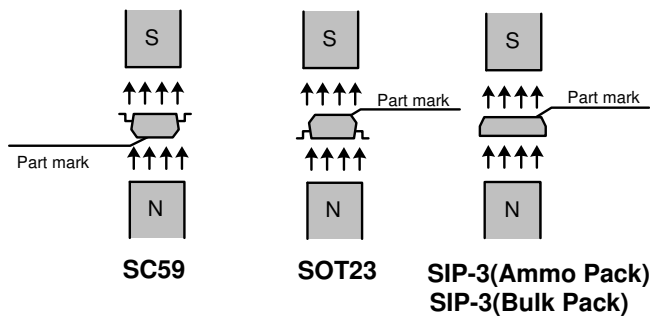 S
S
S
Part mark
Part mark
Part mark
N
N
N
SC59
SOT23
SIP-3(Ammo Pack)
SIP-3(Bulk Pack)